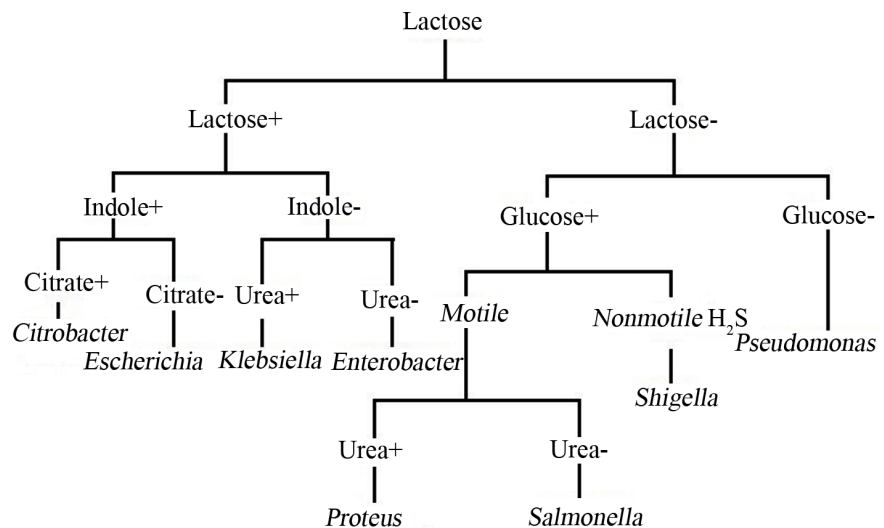 Lactose
Lactose+
Lactose-
Indole+
Indole-
Glucose+
Glucose-
Citrate+
Citrate-
Urea+
Urea-
Motile
Nonmotile H₂S
Citrobacter
Escherichia
Klebsiella
Enterobacter
Pseudomonas
Shigella
Urea+
Urea-
Proteus
Salmonella